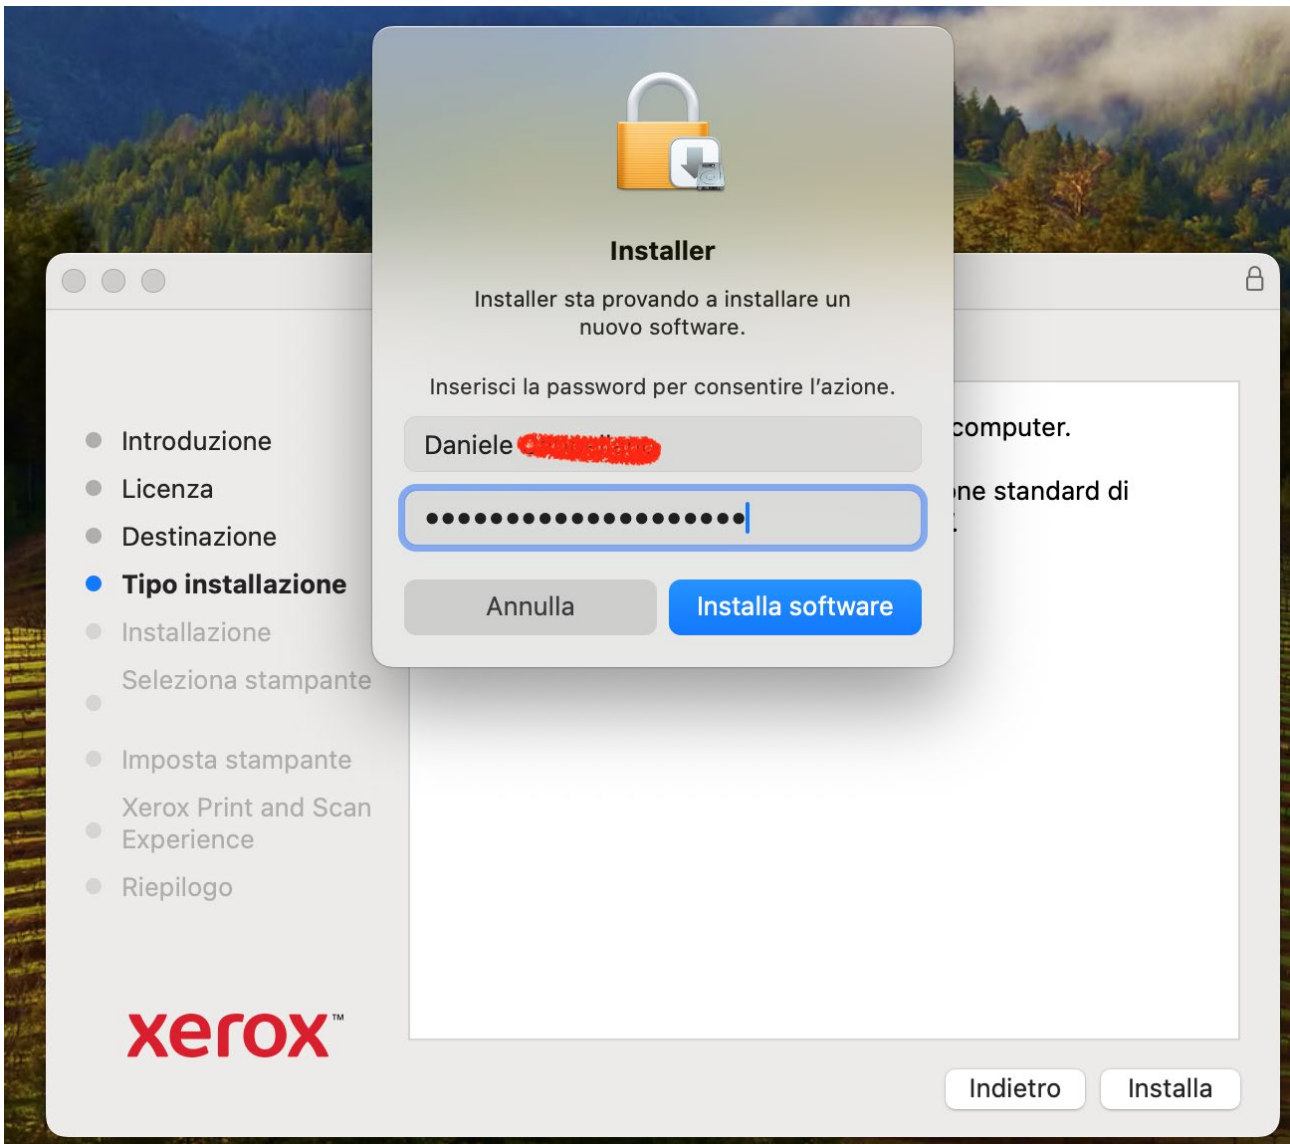 Installer
Installer sta provando a installare un
nuovo software.
Inserisci la password per consentire l’azione.
Daniele
••••••••••••••••••••
Annulla
Installa software
computer.
ne standard di
Introduzione
Licenza
Destinazione
Tipo installazione
Installazione
Seleziona stampante
Imposta stampante
Xerox Print and Scan
Experience
Riepilogo
xerox™
Indietro
Installa